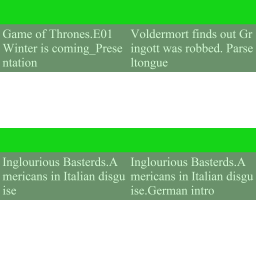 Game of Thrones.E01
Winter is coming_Prese
ntation
Voldermort finds out Gr
ingott was robbed. Parse
ltongue
Inglourious Basterds.A
mericans in Italian disgu
ise
Inglourious Basterds.A
mericans in Italian disgu
ise.German intro